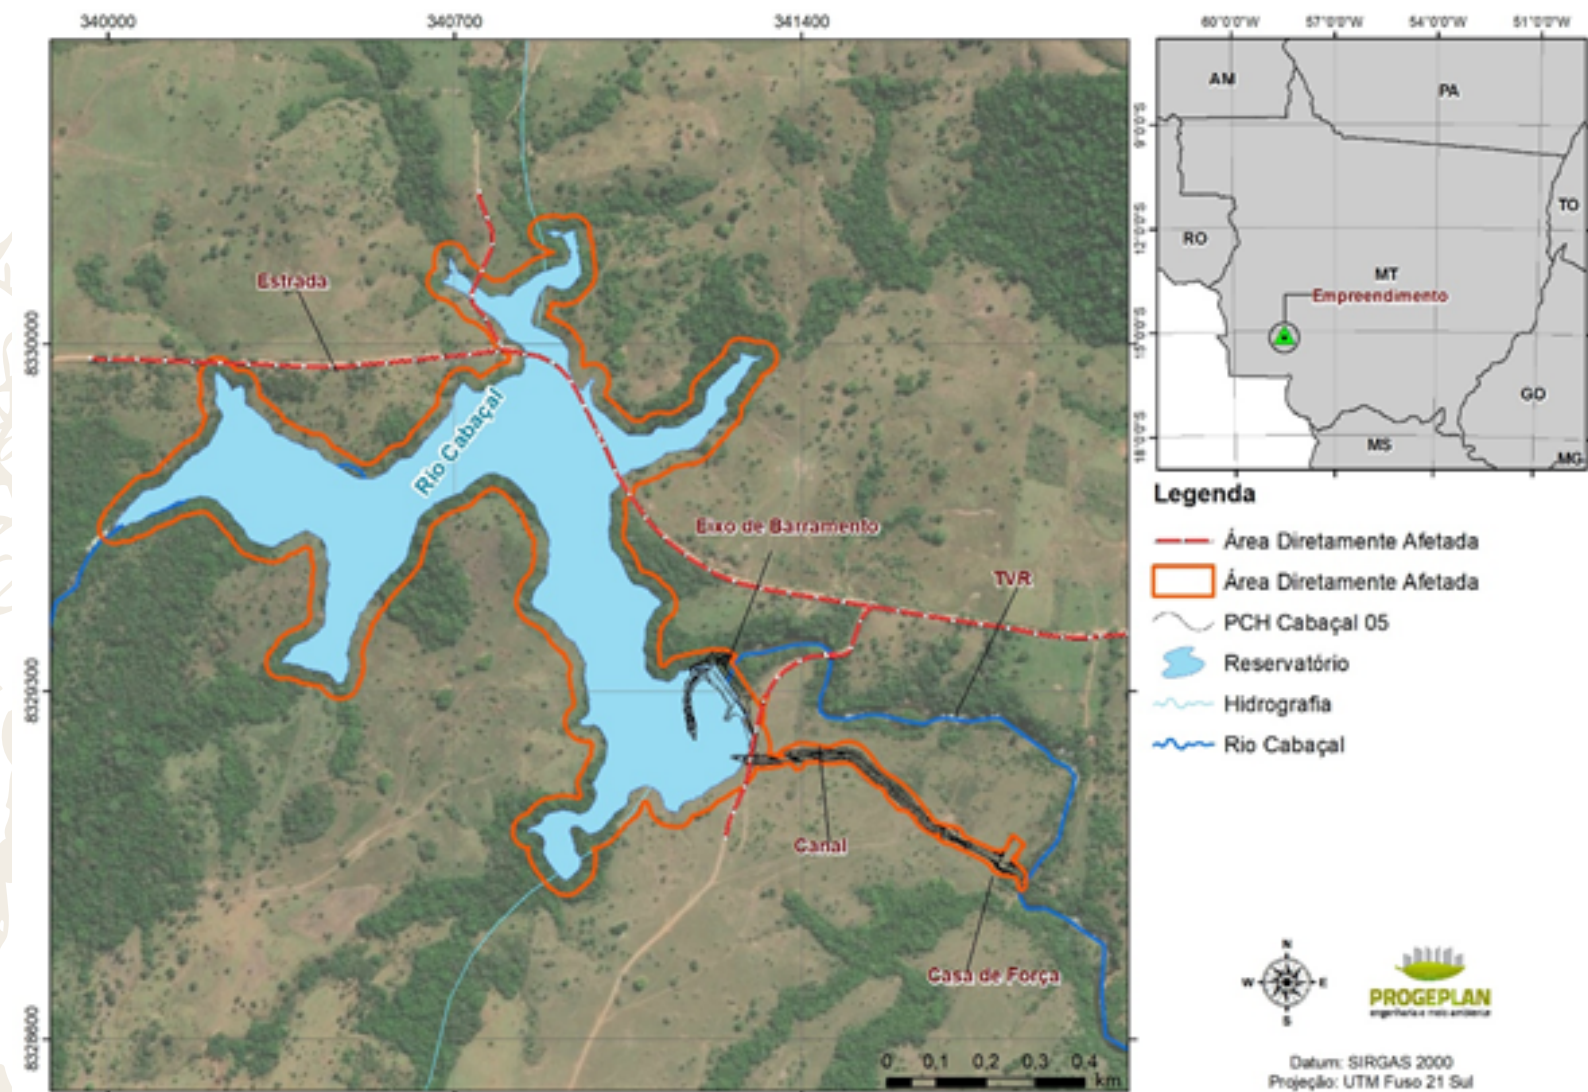 340000
340700
341400
8330000
8329300
8328600
Estrada
Rio Cabaçal
Eixo de Barramento
TVR
Canal
Casa de Força
0 0,1 0,2 0,3 0,4
km
60°0'0"W
57°0'0"W
54°0'0"W
51°0'0"W
9°0'0"S
12°0'0"S
15°0'0"S
18°0'0"S
AM
PA
TO
RO
MT
Empreendimento
GO
MS
MG
Legenda
Área Diretamente Afetada
Área Diretamente Afetada
PCH Cabaçal 05
Reservatório
Hidrografia
Rio Cabaçal
N
W E
S
PROGEPLAN
engenharia e meio ambiente
Datum: SIRGAS 2000
Projeção: UTM Fuso 21 Sul